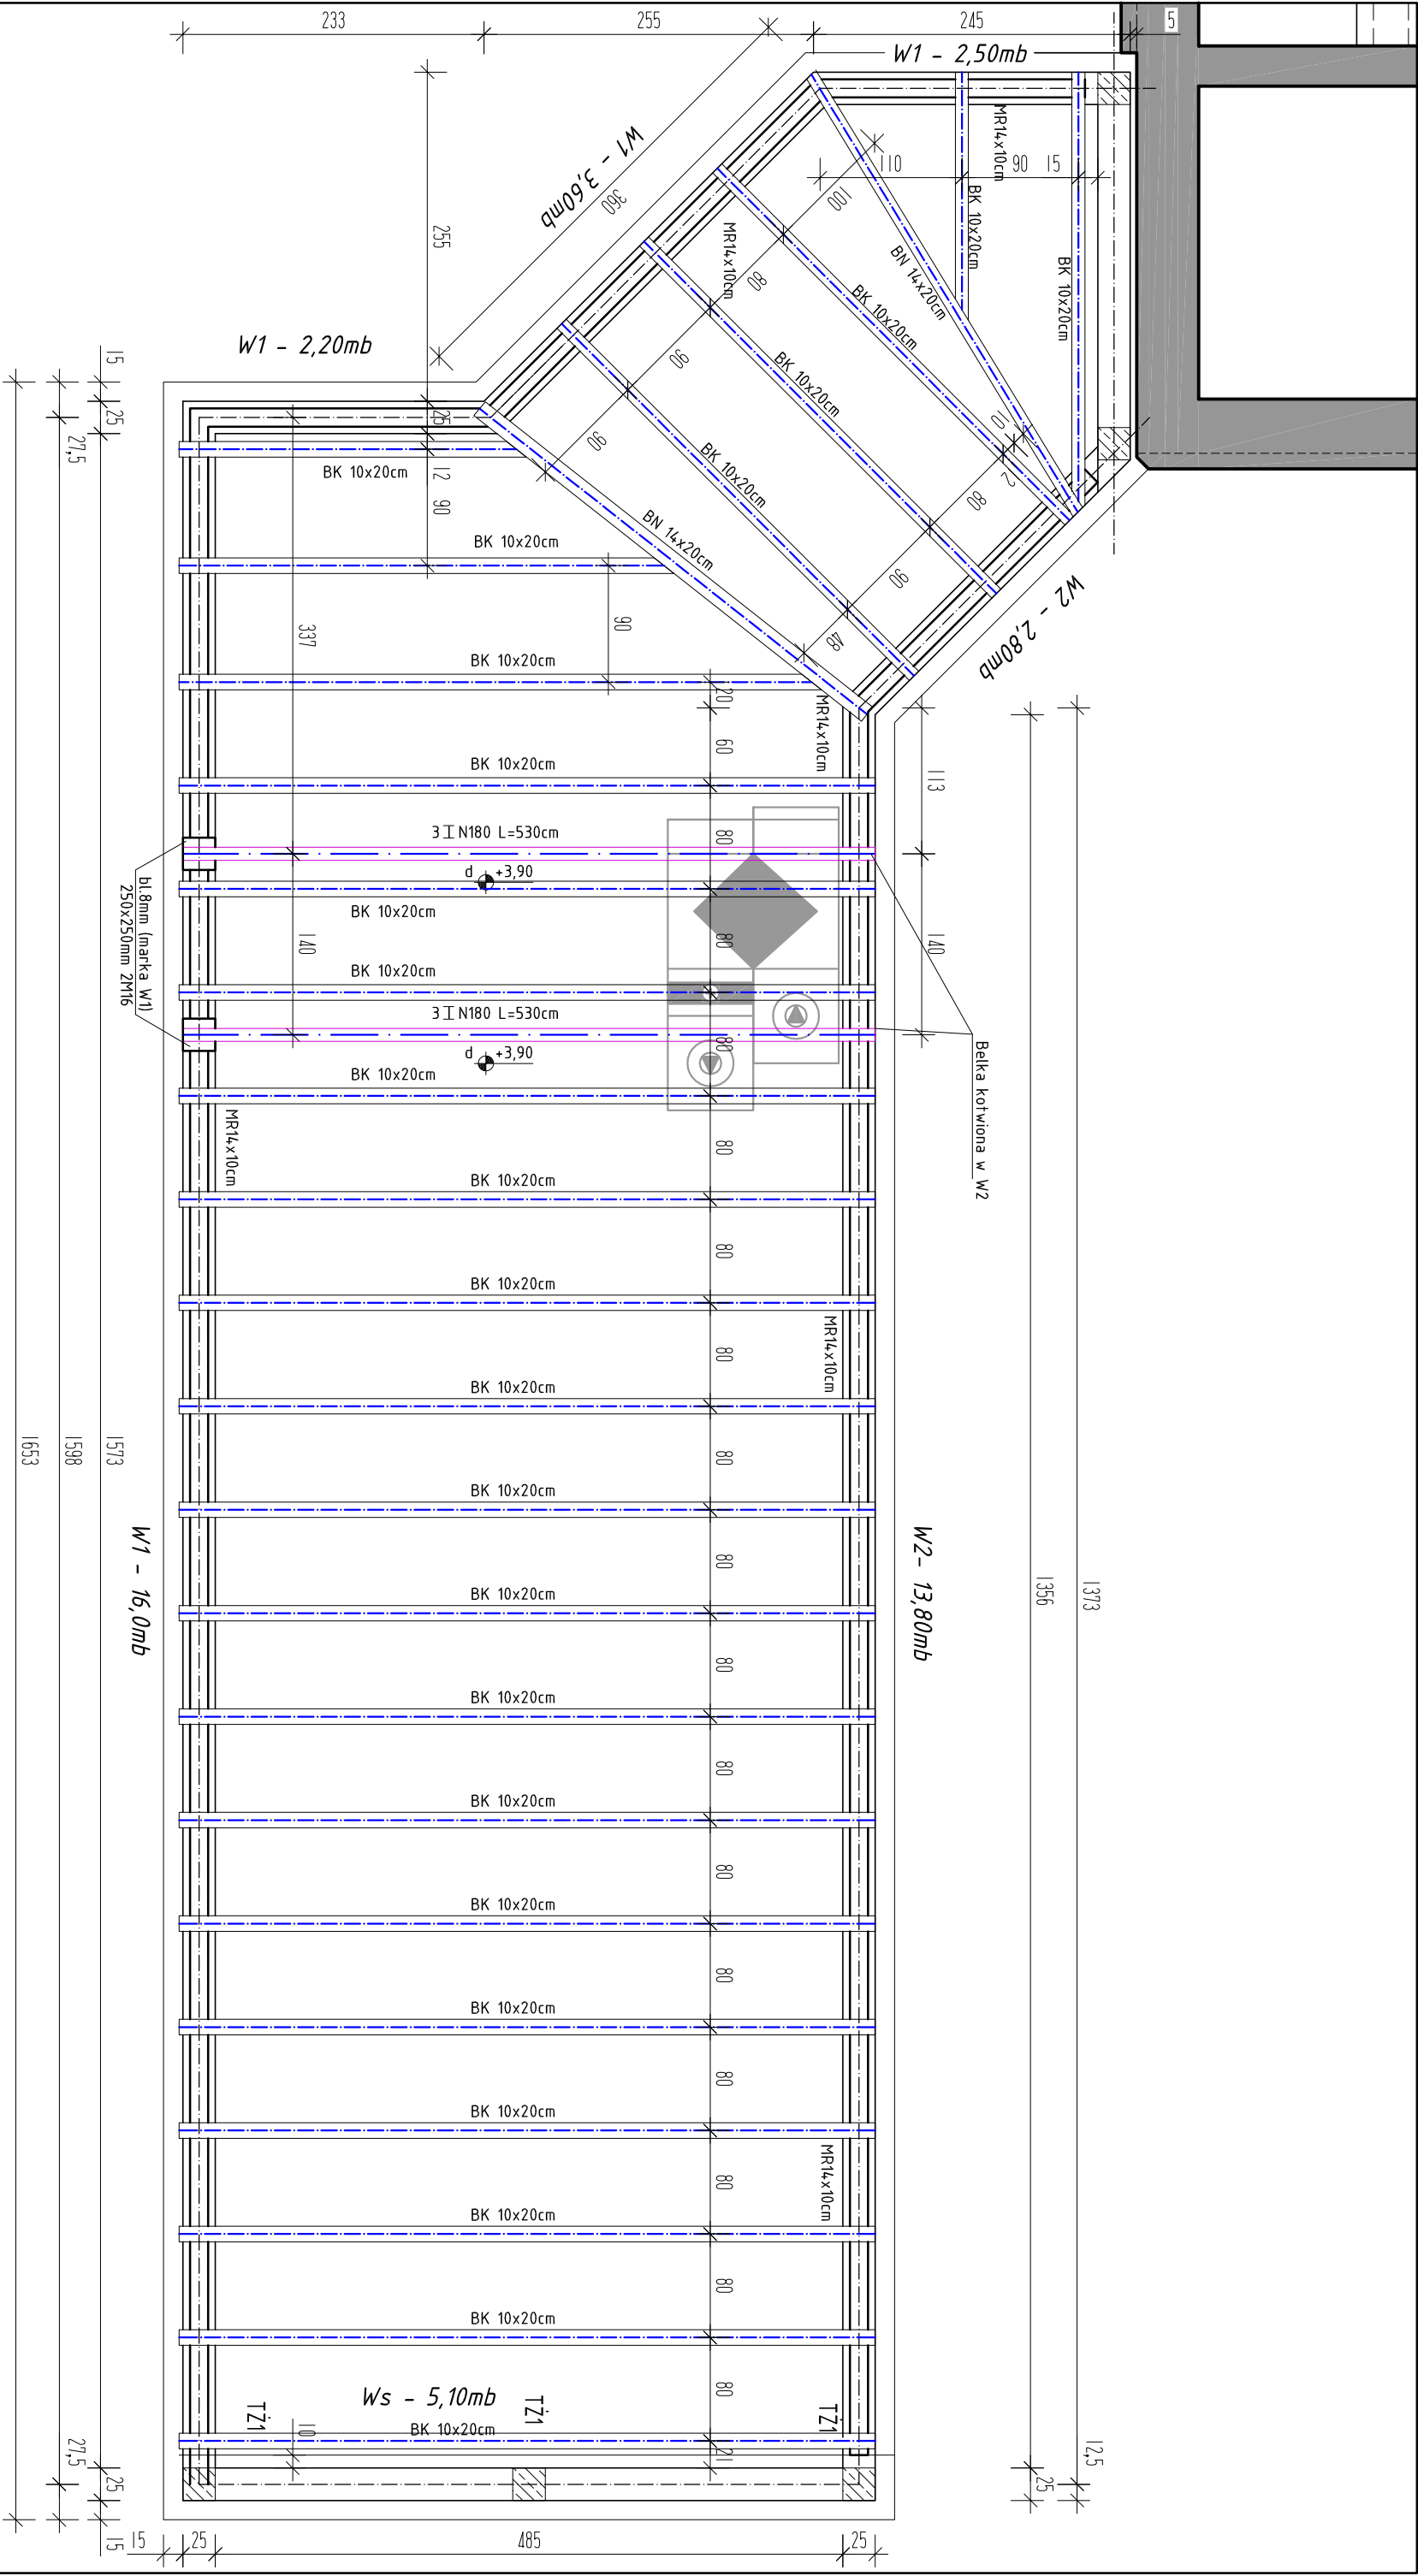 233
255
245
5
W1 - 2,50mb
W1 - 3,60mb
360
MR14x10cm
110
90
15
BK 10x20cm
BK 10x20cm
BN 14x20cm
100
MR14x10cm
80
BK 10x20cm
255
90
BK 10x20cm
W1 - 2,20mb
15
25
27,5
25
BK 10x20cm
12
90
90
BK 10x20cm
10
2
80
90
48
W2 - 2,80mb
BN 14x20cm
BK 10x20cm
337
90
BK 10x20cm
20
MR14x10cm
60
BK 10x20cm
113
3 N180 L=530cm
80
d +3,90
bl.8mm (marka W1)
250x250mm 2M16
BK 10x20cm
140
80
140
BK 10x20cm
3 N180 L=530cm
80
d +3,90
Belka kotwiona w W2
BK 10x20cm
MR14x10cm
80
BK 10x20cm
80
BK 10x20cm
MR14x10cm
80
BK 10x20cm
80
1653
1598
1573
BK 10x20cm
W1 - 16,0mb
80
W2- 13,80mb
1356
1373
BK 10x20cm
80
BK 10x20cm
80
BK 10x20cm
80
BK 10x20cm
80
BK 10x20cm
80
BK 10x20cm
MR14x10cm
80
BK 10x20cm
80
BK 10x20cm
80
Ws - 5,10mb
TŻ1
TŻ1
TŻ1
10
BK 10x20cm
21
12,5
25
27,5
25
15
15
25
485
25